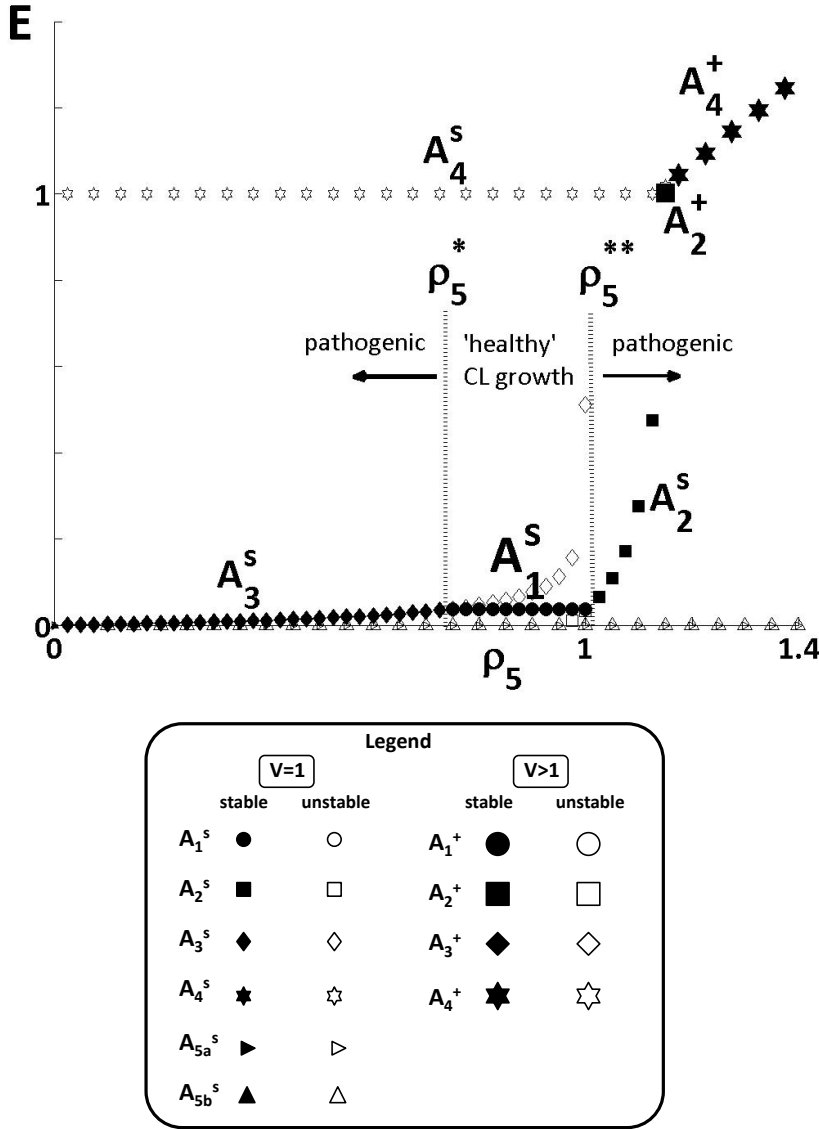 E
A₄⁺
A₄ˢ
1
A₂⁺
ρ₅* ρ₅**
pathogenic 'healthy' pathogenic
CL growth
A₂ˢ
A₃ˢ A₁ˢ
0
0 ρ₅ 1 1.4
Legend
V=1 V>1
stable unstable stable unstable
A₁ˢ A₁⁺
A₂ˢ A₂⁺
A₃ˢ A₃⁺
A₄ˢ A₄⁺
A₅ₐˢ
A₅bˢ